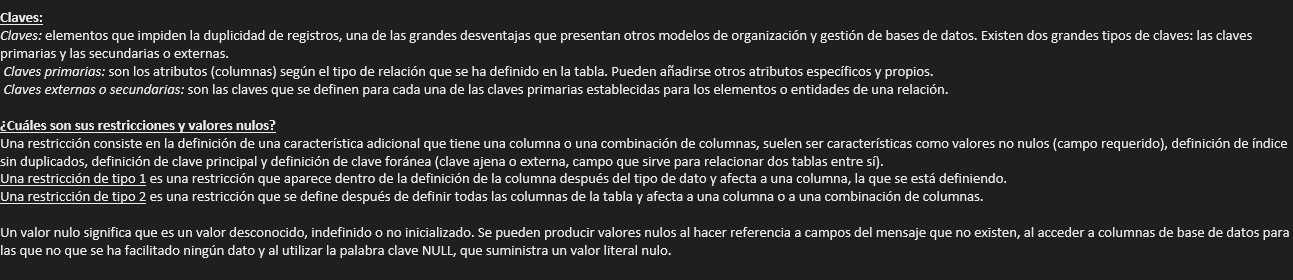 Claves:
Claves: elementos que impiden la duplicidad de registros, una de las grandes desventajas que presentan otros modelos de organización y gestión de bases de datos. Existen dos grandes tipos de claves: las claves
primarias y las secundarias o externas.
Claves primarias: son los atributos (columnas) según el tipo de relación que se ha definido en la tabla. Pueden añadirse otros atributos específicos y propios.
Claves externas o secundarias: son las claves que se definen para cada una de las claves primarias establecidas para los elementos o entidades de una relación.
¿Cuáles son sus restricciones y valores nulos?
Una restricción consiste en la definición de una característica adicional que tiene una columna o una combinación de columnas, suelen ser características como valores no nulos (campo requerido), definición de índice
sin duplicados, definición de clave principal y definición de clave foránea (clave ajena o externa, campo que sirve para relacionar dos tablas entre sí).
Una restricción de tipo 1 es una restricción que aparece dentro de la definición de la columna después del tipo de dato y afecta a una columna, la que se está definiendo.
Una restricción de tipo 2 es una restricción que se define después de definir todas las columnas de la tabla y afecta a una columna o a una combinación de columnas.
Un valor nulo significa que es un valor desconocido, indefinido o no inicializado. Se pueden producir valores nulos al hacer referencia a campos del mensaje que no existen, al acceder a columnas de base de datos para
las que no que se ha facilitado ningún dato y al utilizar la palabra clave NULL, que suministra un valor literal nulo.